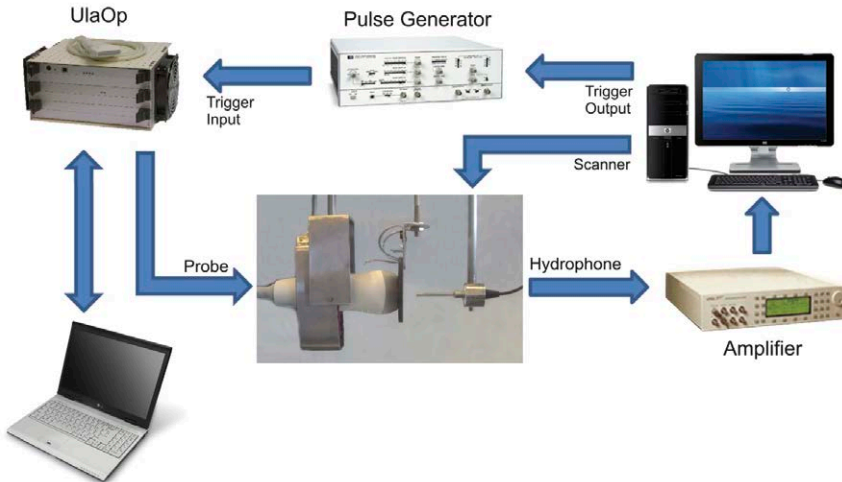 UlaOp
Pulse Generator
Trigger
Input
Trigger
Output
Scanner
Probe
Hydrophone
Amplifier